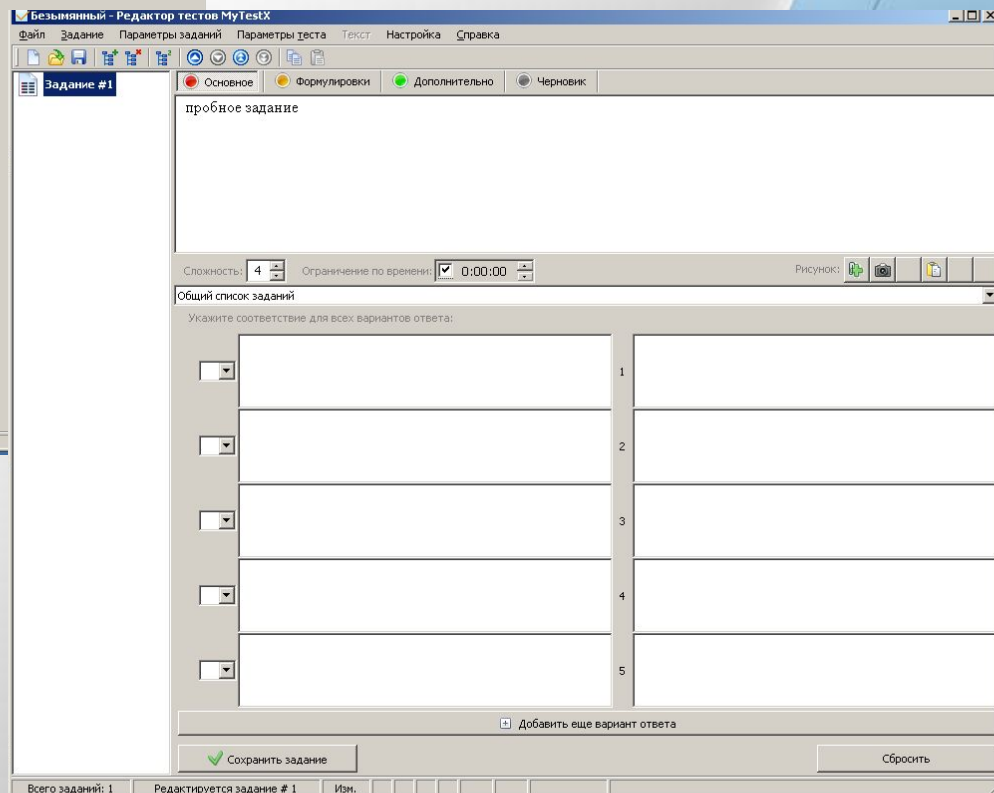 Безымянный - Редактор тестов MyTestX
Файл Задание Параметры заданий Параметры теста Текст Настройка Справка
Задание #1
Основное Формулировки Дополнительно Черновик
пробное задание
Сложность: 4 Ограничение по времени: 0:00:00 Рисунок:
Общий список заданий
Укажите соответствие для всех вариантов ответа:
1
2
3
4
5
Добавить еще вариант ответа
Сохранить задание Сбросить
Всего заданий: 1 Редактируется задание # 1 Изм.